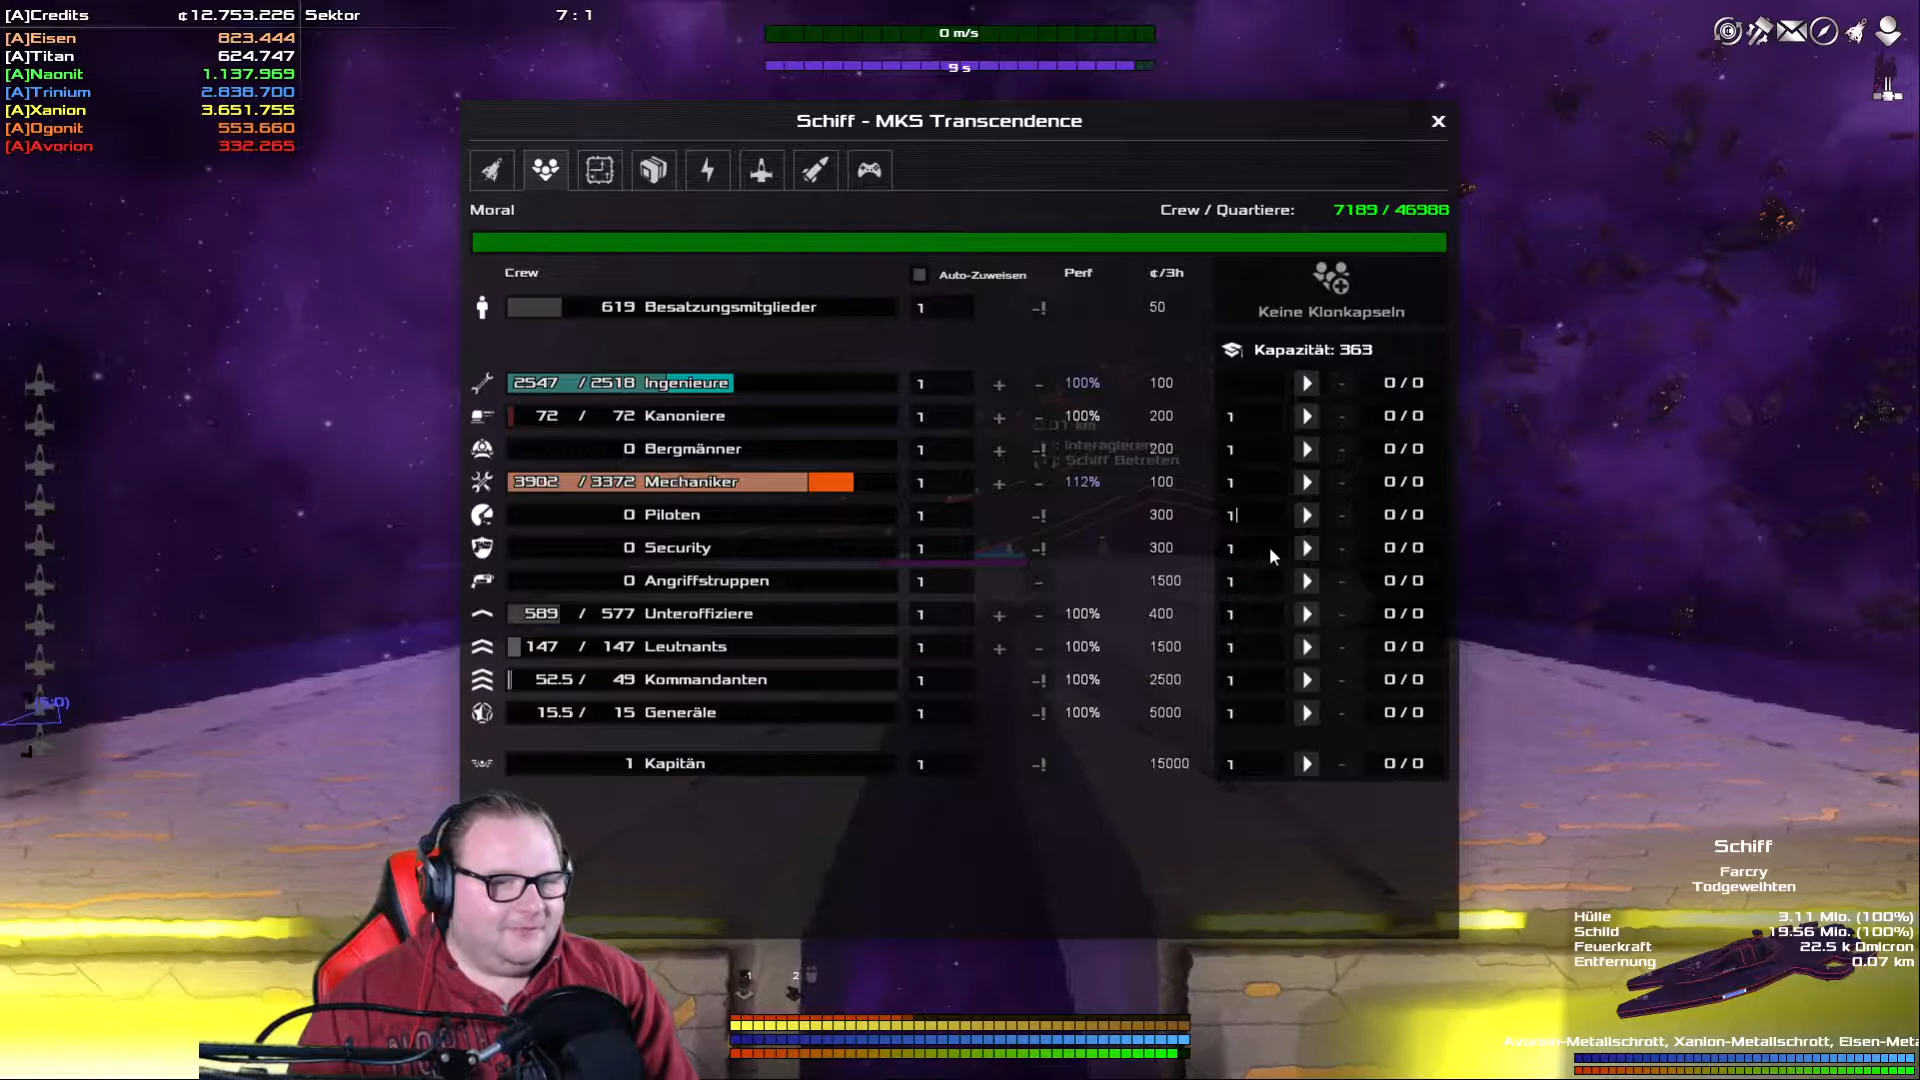 [A]Credits ¢12.753.226 Sektor 7 : 1
[A]Eisen 823.444
[A]Titan 624.747
[A]Naonit 1.137.969
[A]Trinium 2.838.700
[A]Xanion 3.651.755
[A]Ogonit 553.660
[A]Avorion 332.265
0 m/s
9 s
Schiff - MKS Transcendence X
Moral Crew / Quartiere: 7189 / 46988
Crew Auto-Zuweisen Perf ¢/3h
619 Besatzungsmitglieder 1 -! 50
Keine Klonkapseln
Kapazität: 363
2547 / 2518 Ingenieure 1 + - 100% 100 - 0 / 0
72 / 72 Kanoniere 1 + - 100% 200 1 - 0 / 0
0 Bergmänner 1 + -! 200 1 - 0 / 0
: Interagieren
: Schiff Betreten
3902 / 3372 Mechaniker 1 + - 112% 100 1 - 0 / 0
0 Piloten 1 -! 300 1 - 0 / 0
0 Security 1 -! 300 1 - 0 / 0
0 Angriffstruppen 1 - 1500 1 - 0 / 0
589 / 577 Unteroffiziere 1 + - 100% 400 1 - 0 / 0
147 / 147 Leutnants 1 + - 100% 1500 1 - 0 / 0
52.5 / 49 Kommandanten 1 -! 100% 2500 1 - 0 / 0
15.5 / 15 Generäle 1 -! 100% 5000 1 - 0 / 0
1 Kapitän 1 -! 15000 1 - 0 / 0
Schiff
Farcry
Todgeweihten
Hülle 3.11 Mio. (100%)
Schild 19.56 Mio. (100%)
Feuerkraft 22.5 k Omicron
Entfernung 0.07 km
1 2
Avorion-Metallschrott, Xanion-Metallschrott, Eisen-Meta